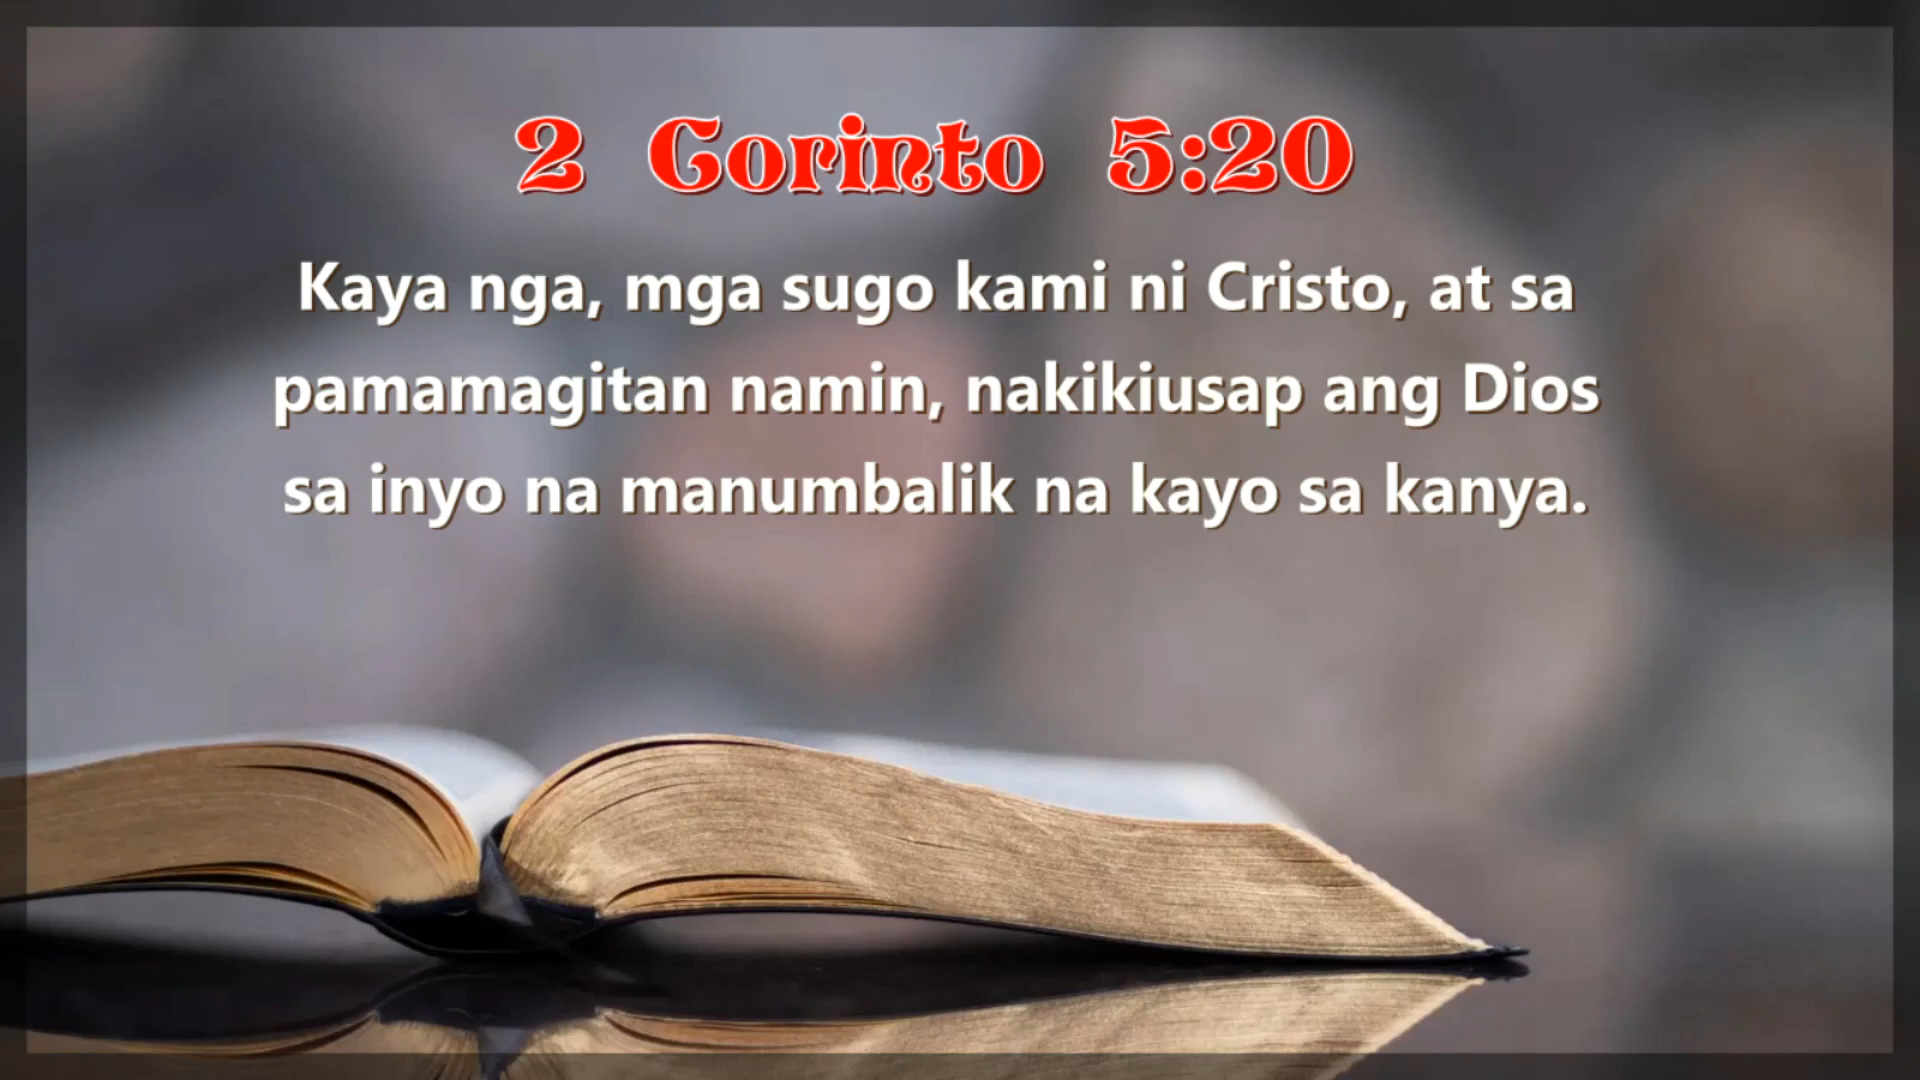 2 Corinto 5:20
Kaya nga, mga sugo kami ni Cristo, at sa
pamamagitan namin, nakikiusap ang Dios
sa inyo na manumbalik na kayo sa kanya.